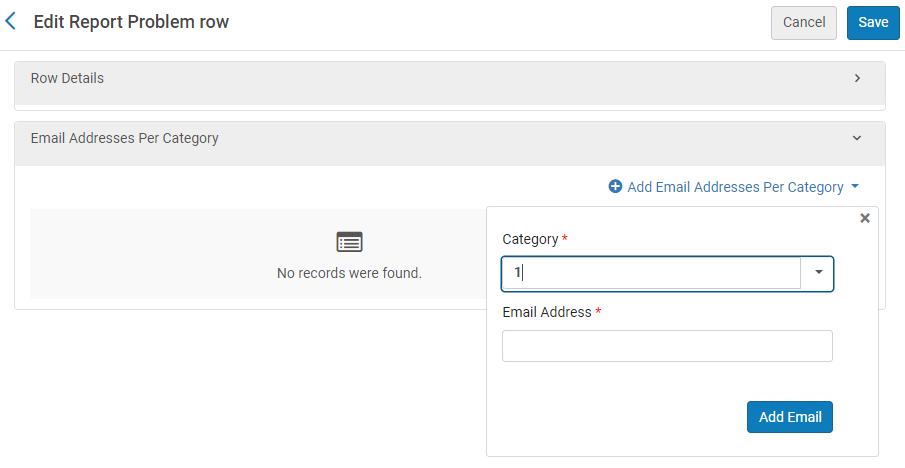 Edit Report Problem row
Cancel
Save
Row Details
Email Addresses Per Category
Add Email Addresses Per Category
No records were found.
Category *
1
Email Address *
Add Email